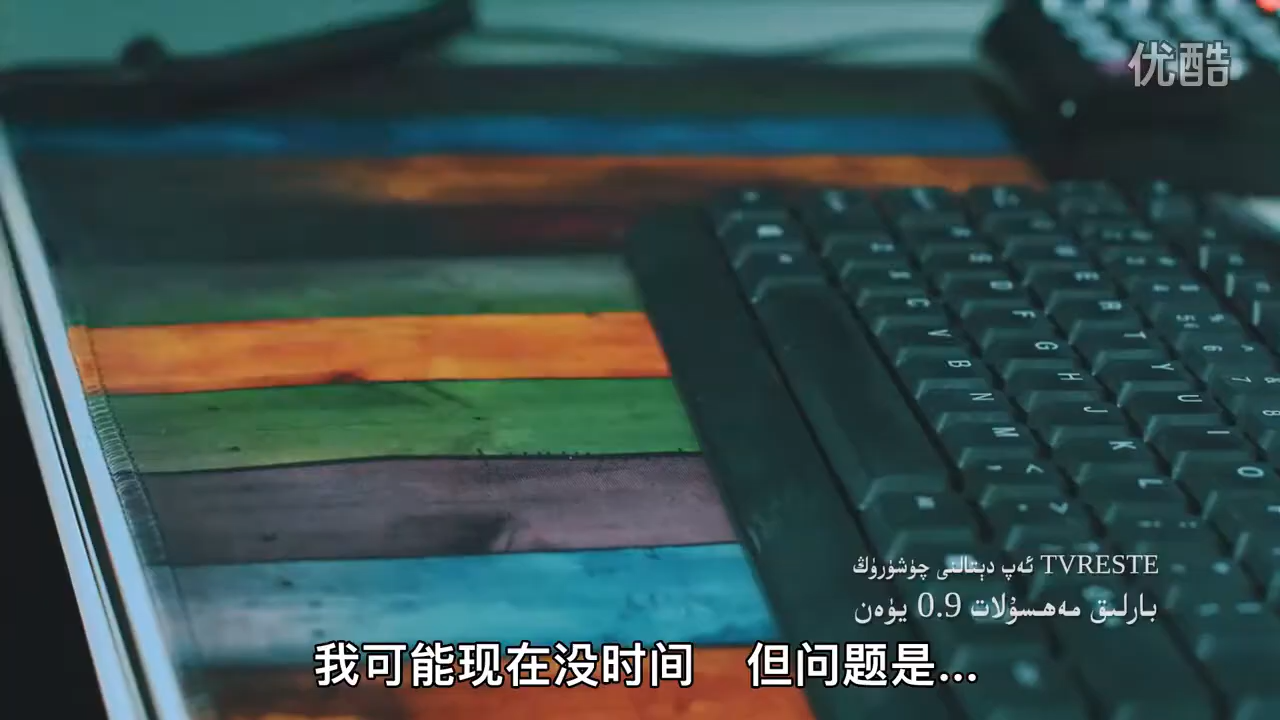 优酷
TVRESTE ئەپ دېتالنى چۈشۈرۈڭ
بارلىق مەھسۇلات 0.9 يۈەن
我可能现在没时间 但问题是...